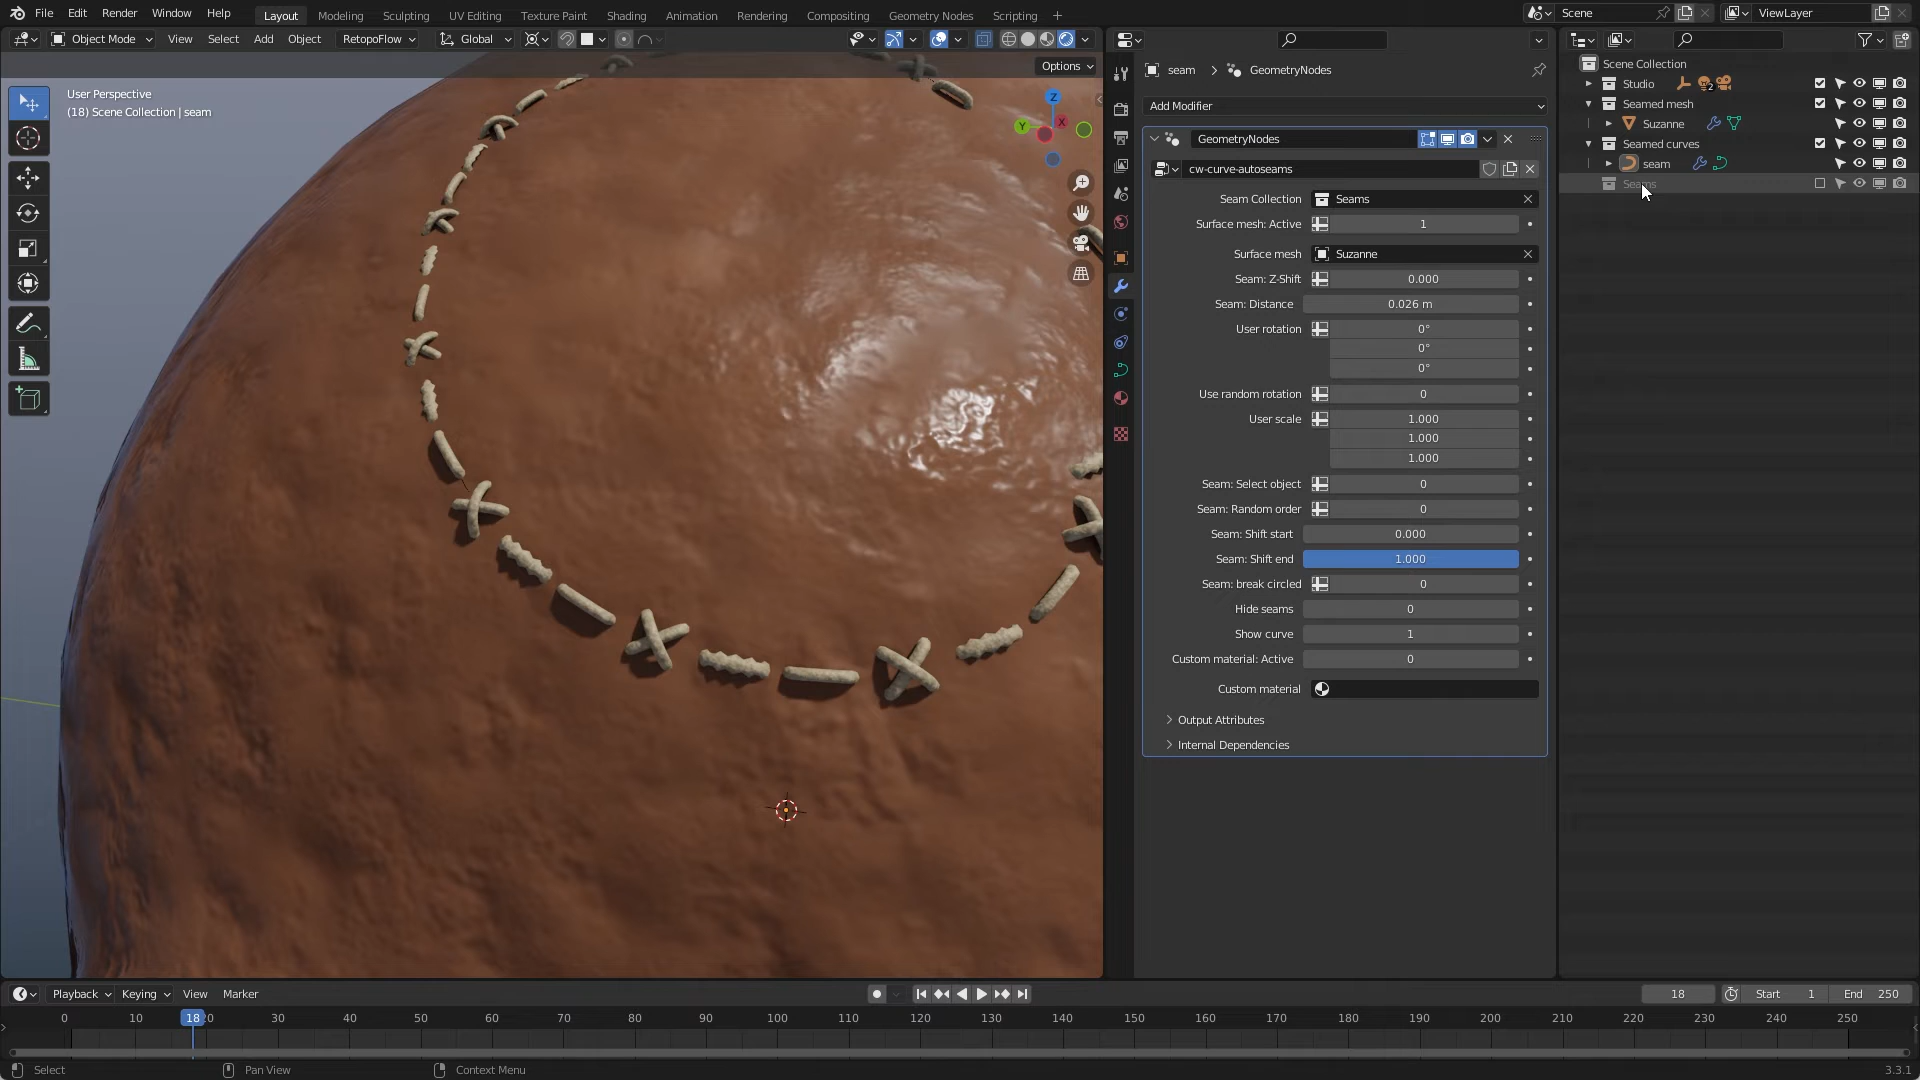 File Edit Render Window Help Layout Modeling Sculpting UV Editing Texture Paint Shading Animation Rendering Compositing Geometry Nodes Scripting + Scene ViewLayer
Object Mode View Select Add Object RetopoFlow Global
Options
User Perspective
(18) Scene Collection | seam
Z
Y
X
seam > GeometryNodes
Add Modifier
GeometryNodes
cw-curve-autoseams
Seam Collection Seams
Surface mesh: Active 1
Surface mesh Suzanne
Seam: Z-Shift 0.000
Seam: Distance 0.026 m
User rotation 0°
0°
0°
Use random rotation 0
User scale 1.000
1.000
1.000
Seam: Select object 0
Seam: Random order 0
Seam: Shift start 0.000
Seam: Shift end 1.000
Seam: break circled 0
Hide seams 0
Show curve 1
Custom material: Active 0
Custom material
Output Attributes
Internal Dependencies
Scene Collection
Studio 2
Seamed mesh
Suzanne
Seamed curves
seam
Seams
Playback Keying View Marker 18 Start 1 End 250
0 10 18 20 30 40 50 60 70 80 90 100 110 120 130 140 150 160 170 180 190 200 210 220 230 240 250
Select Pan View Context Menu 3.3.1